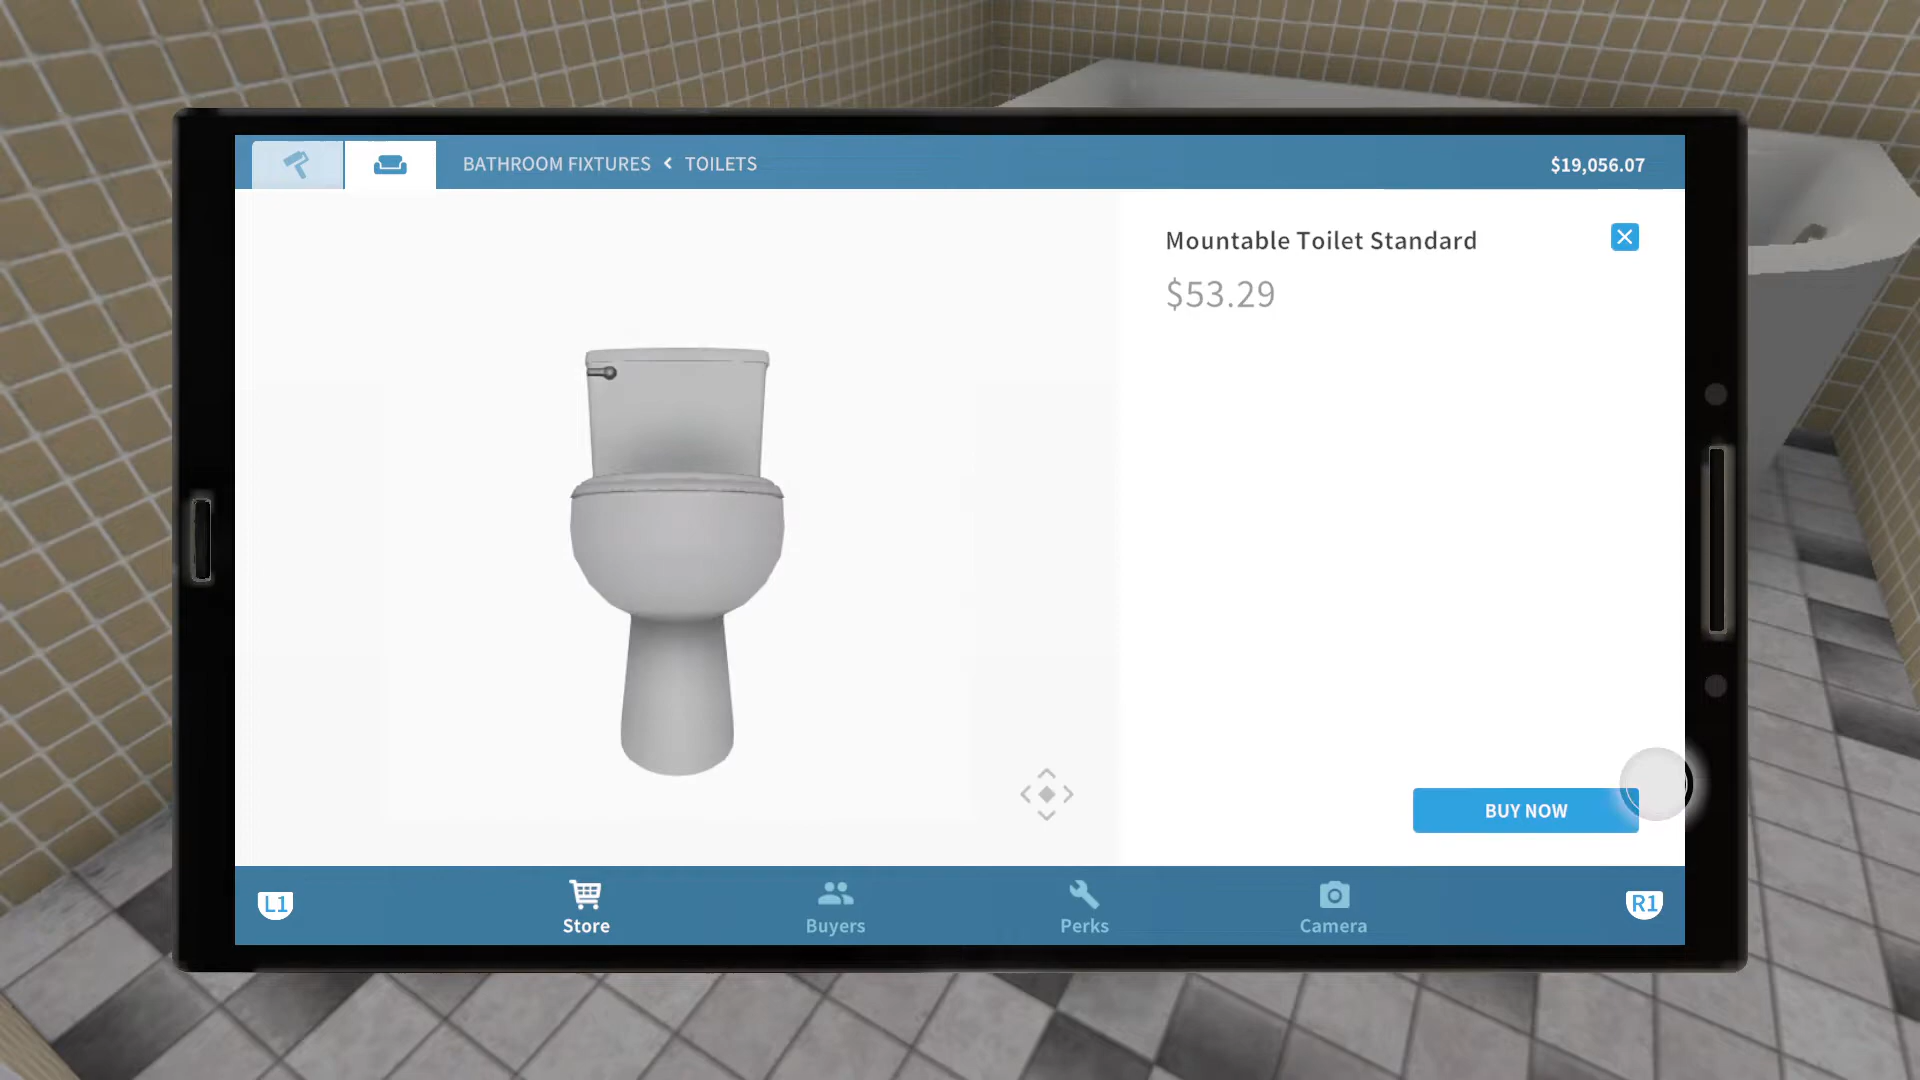 BATHROOM FIXTURES < TOILETS
$19,056.07
Mountable Toilet Standard
$53.29
BUY NOW
L1
Store
Buyers
Perks
Camera
R1